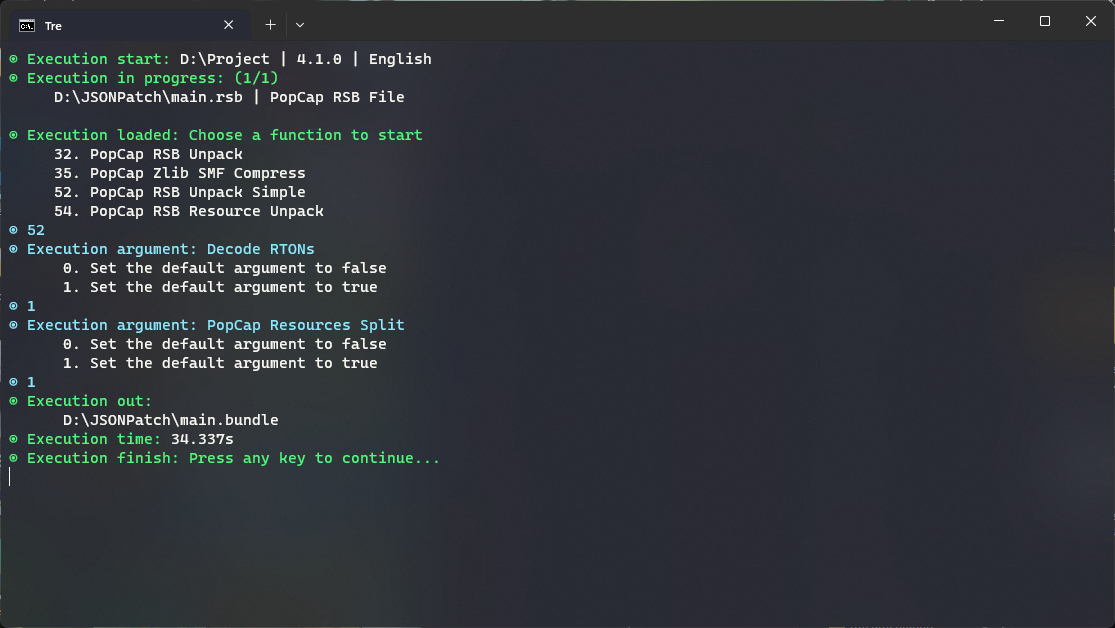 Tre
Execution start: D:\Project | 4.1.0 | English
Execution in progress: (1/1)
D:\JSONPatch\main.rsb | PopCap RSB File
Execution loaded: Choose a function to start
32. PopCap RSB Unpack
35. PopCap Zlib SMF Compress
52. PopCap RSB Unpack Simple
54. PopCap RSB Resource Unpack
52
Execution argument: Decode RTONs
0. Set the default argument to false
1. Set the default argument to true
1
Execution argument: PopCap Resources Split
0. Set the default argument to false
1. Set the default argument to true
1
Execution out:
D:\JSONPatch\main.bundle
Execution time: 34.337s
Execution finish: Press any key to continue...